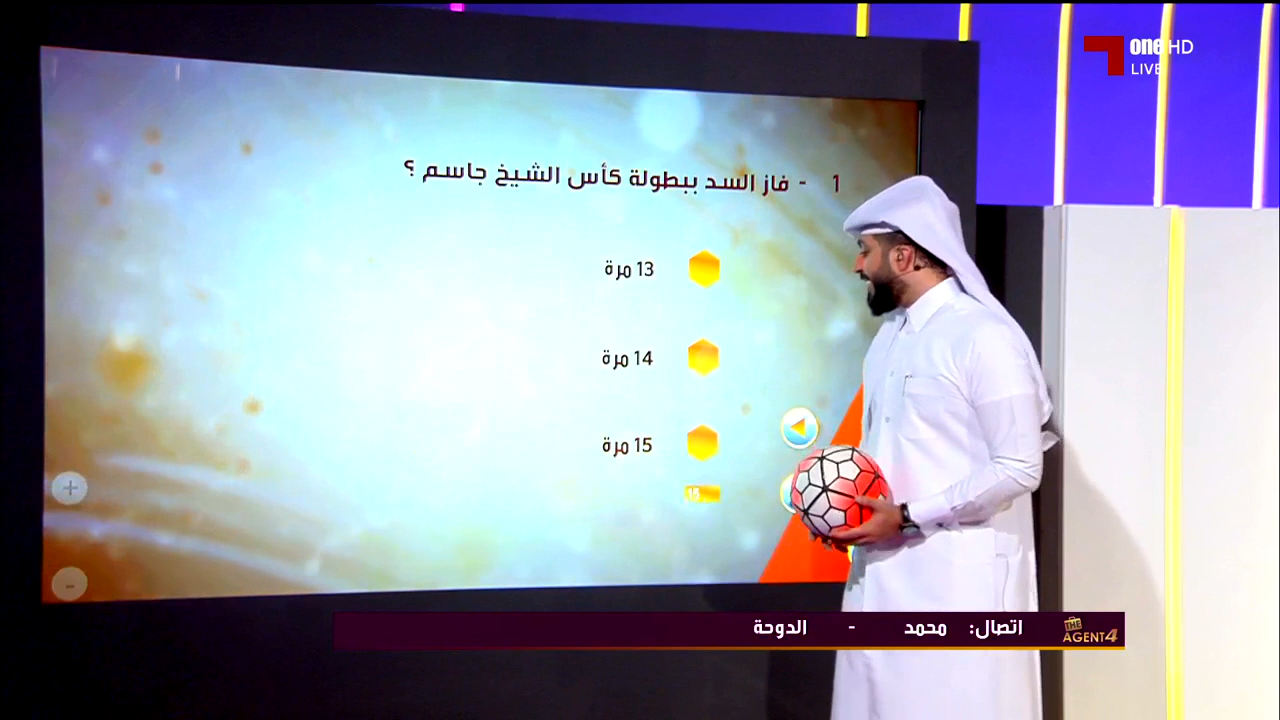 one HD
LIVE
1 - فاز السد ببطولة كأس الشيخ جاسم ؟
13 مرة
14 مرة
15 مرة
15
+
-
اتصال: محمد - الدوحة
THE
AGENT4